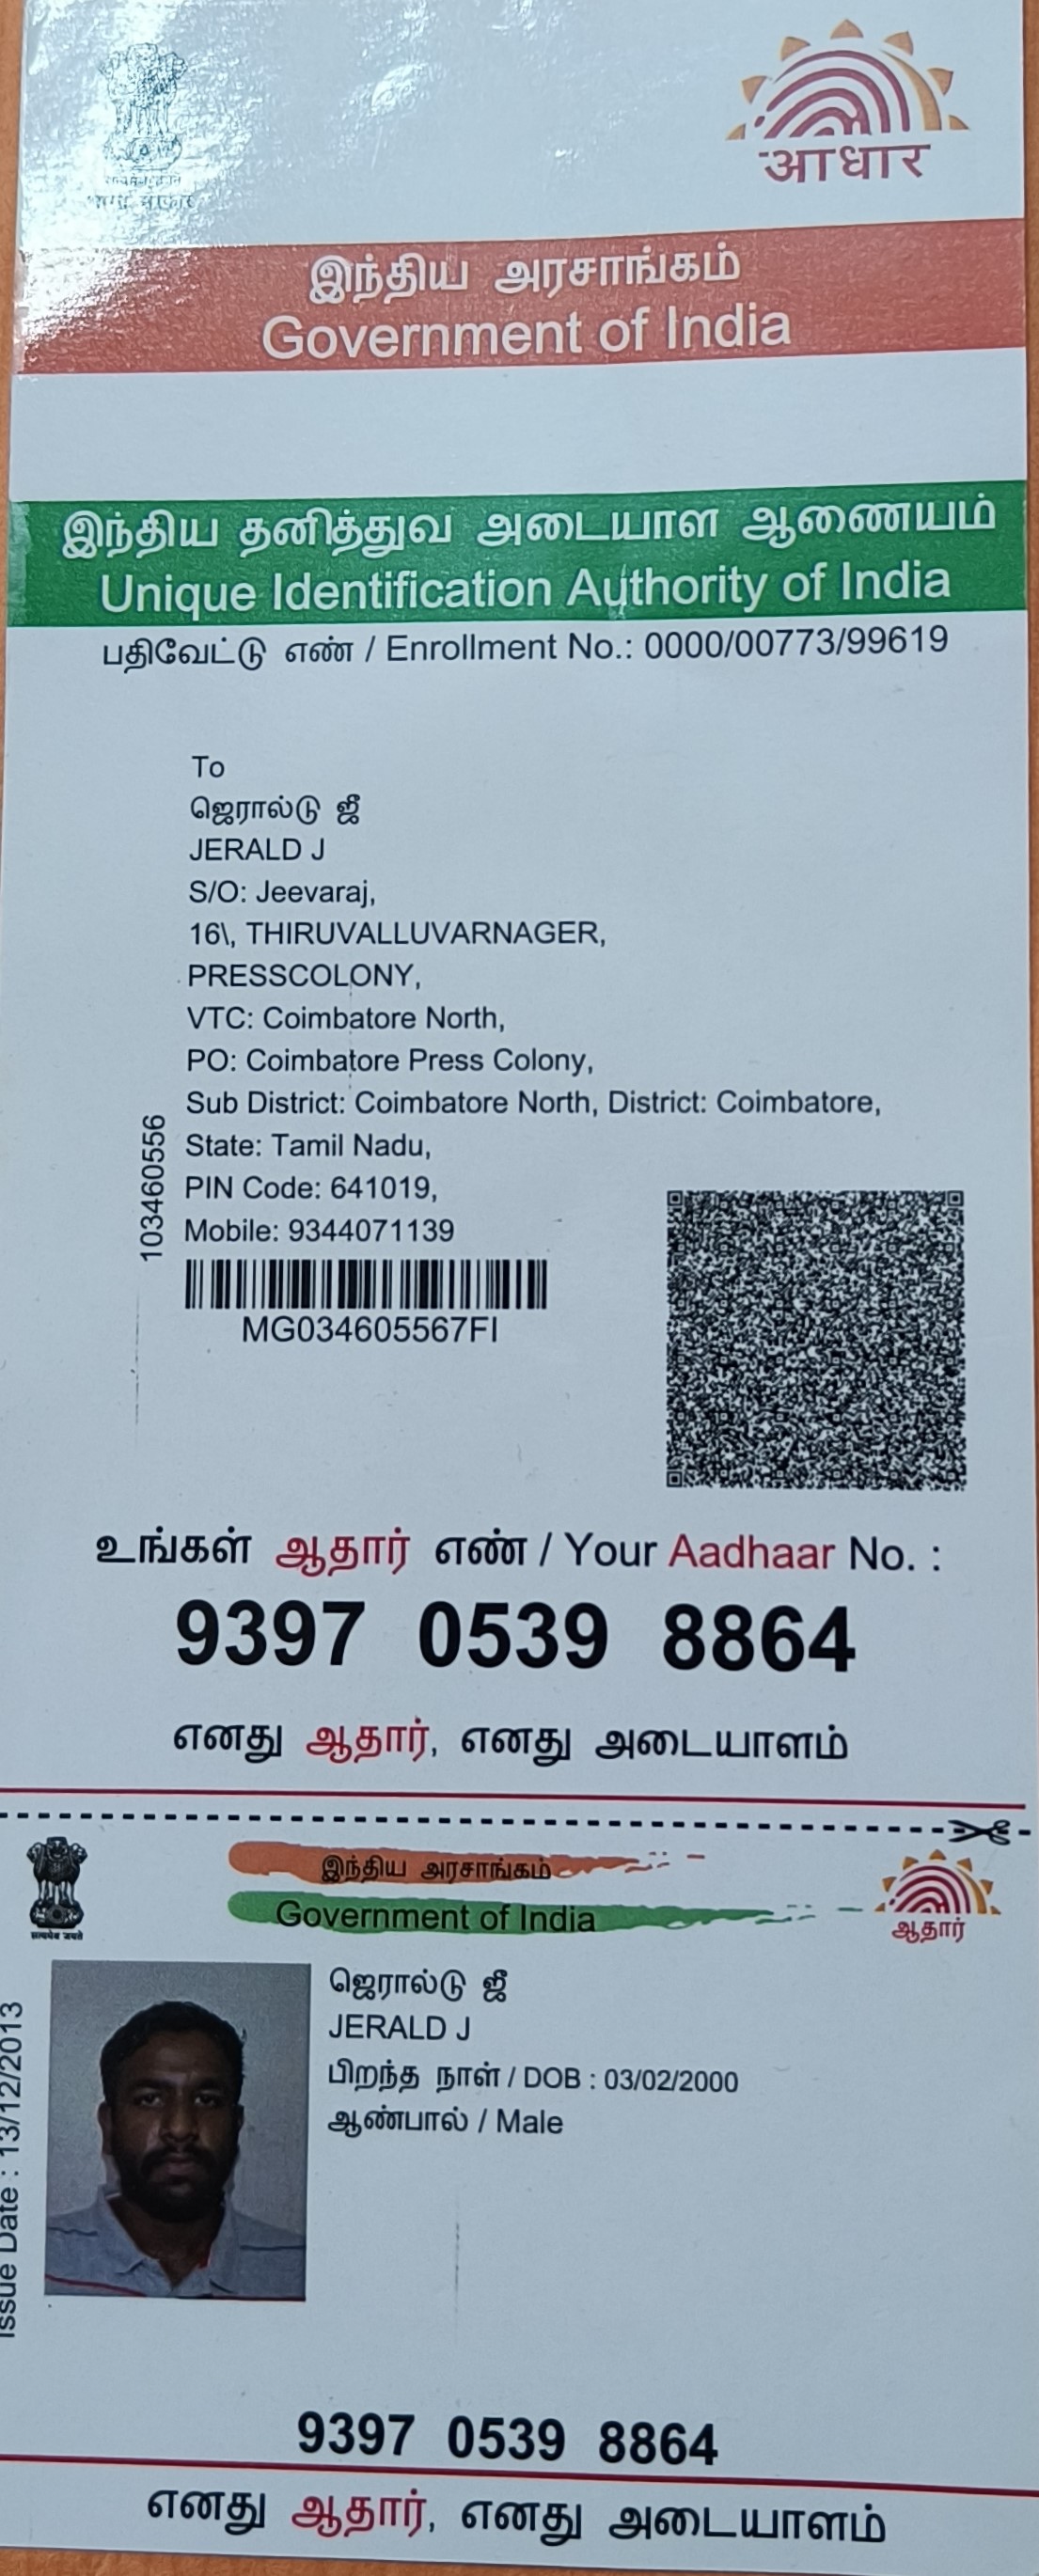 आधार
இந்திய அரசாங்கம்
Government of India
இந்திய தனித்துவ அடையாள ஆணையம்
Unique Identification Authority of India
பதிவேட்டு எண் / Enrollment No.: 0000/00773/99619
To
ஜெரால்டு ஜீ
JERALD J
S/O: Jeevaraj,
16\, THIRUVALLUVARNAGER,
PRESSCOLONY,
VTC: Coimbatore North,
PO: Coimbatore Press Colony,
Sub District: Coimbatore North, District: Coimbatore,
State: Tamil Nadu,
PIN Code: 641019,
Mobile: 9344071139
103460556
MG034605567FI
உங்கள் ஆதார் எண் / Your Aadhaar No. :
9397 0539 8864
எனது ஆதார், எனது அடையாளம்
இந்திய அரசாங்கம்
Government of India
सत्यमेव जयते
ஆதார்
ஜெரால்டு ஜீ
JERALD J
பிறந்த நாள் / DOB : 03/02/2000
ஆண்பால் / Male
Issue Date : 13/12/2013
9397 0539 8864
எனது ஆதார், எனது அடையாளம்